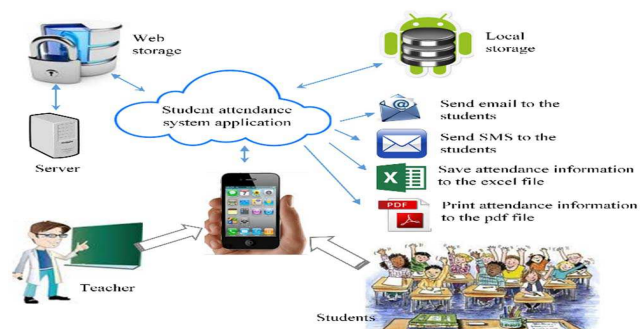 Web
storage
Local
storage
Student attendance
system application
Send email to the
students
Send SMS to the
students
Server
Save attendance information
to the excel file
PDF
Print attendance information
to the pdf file
Teacher
Students